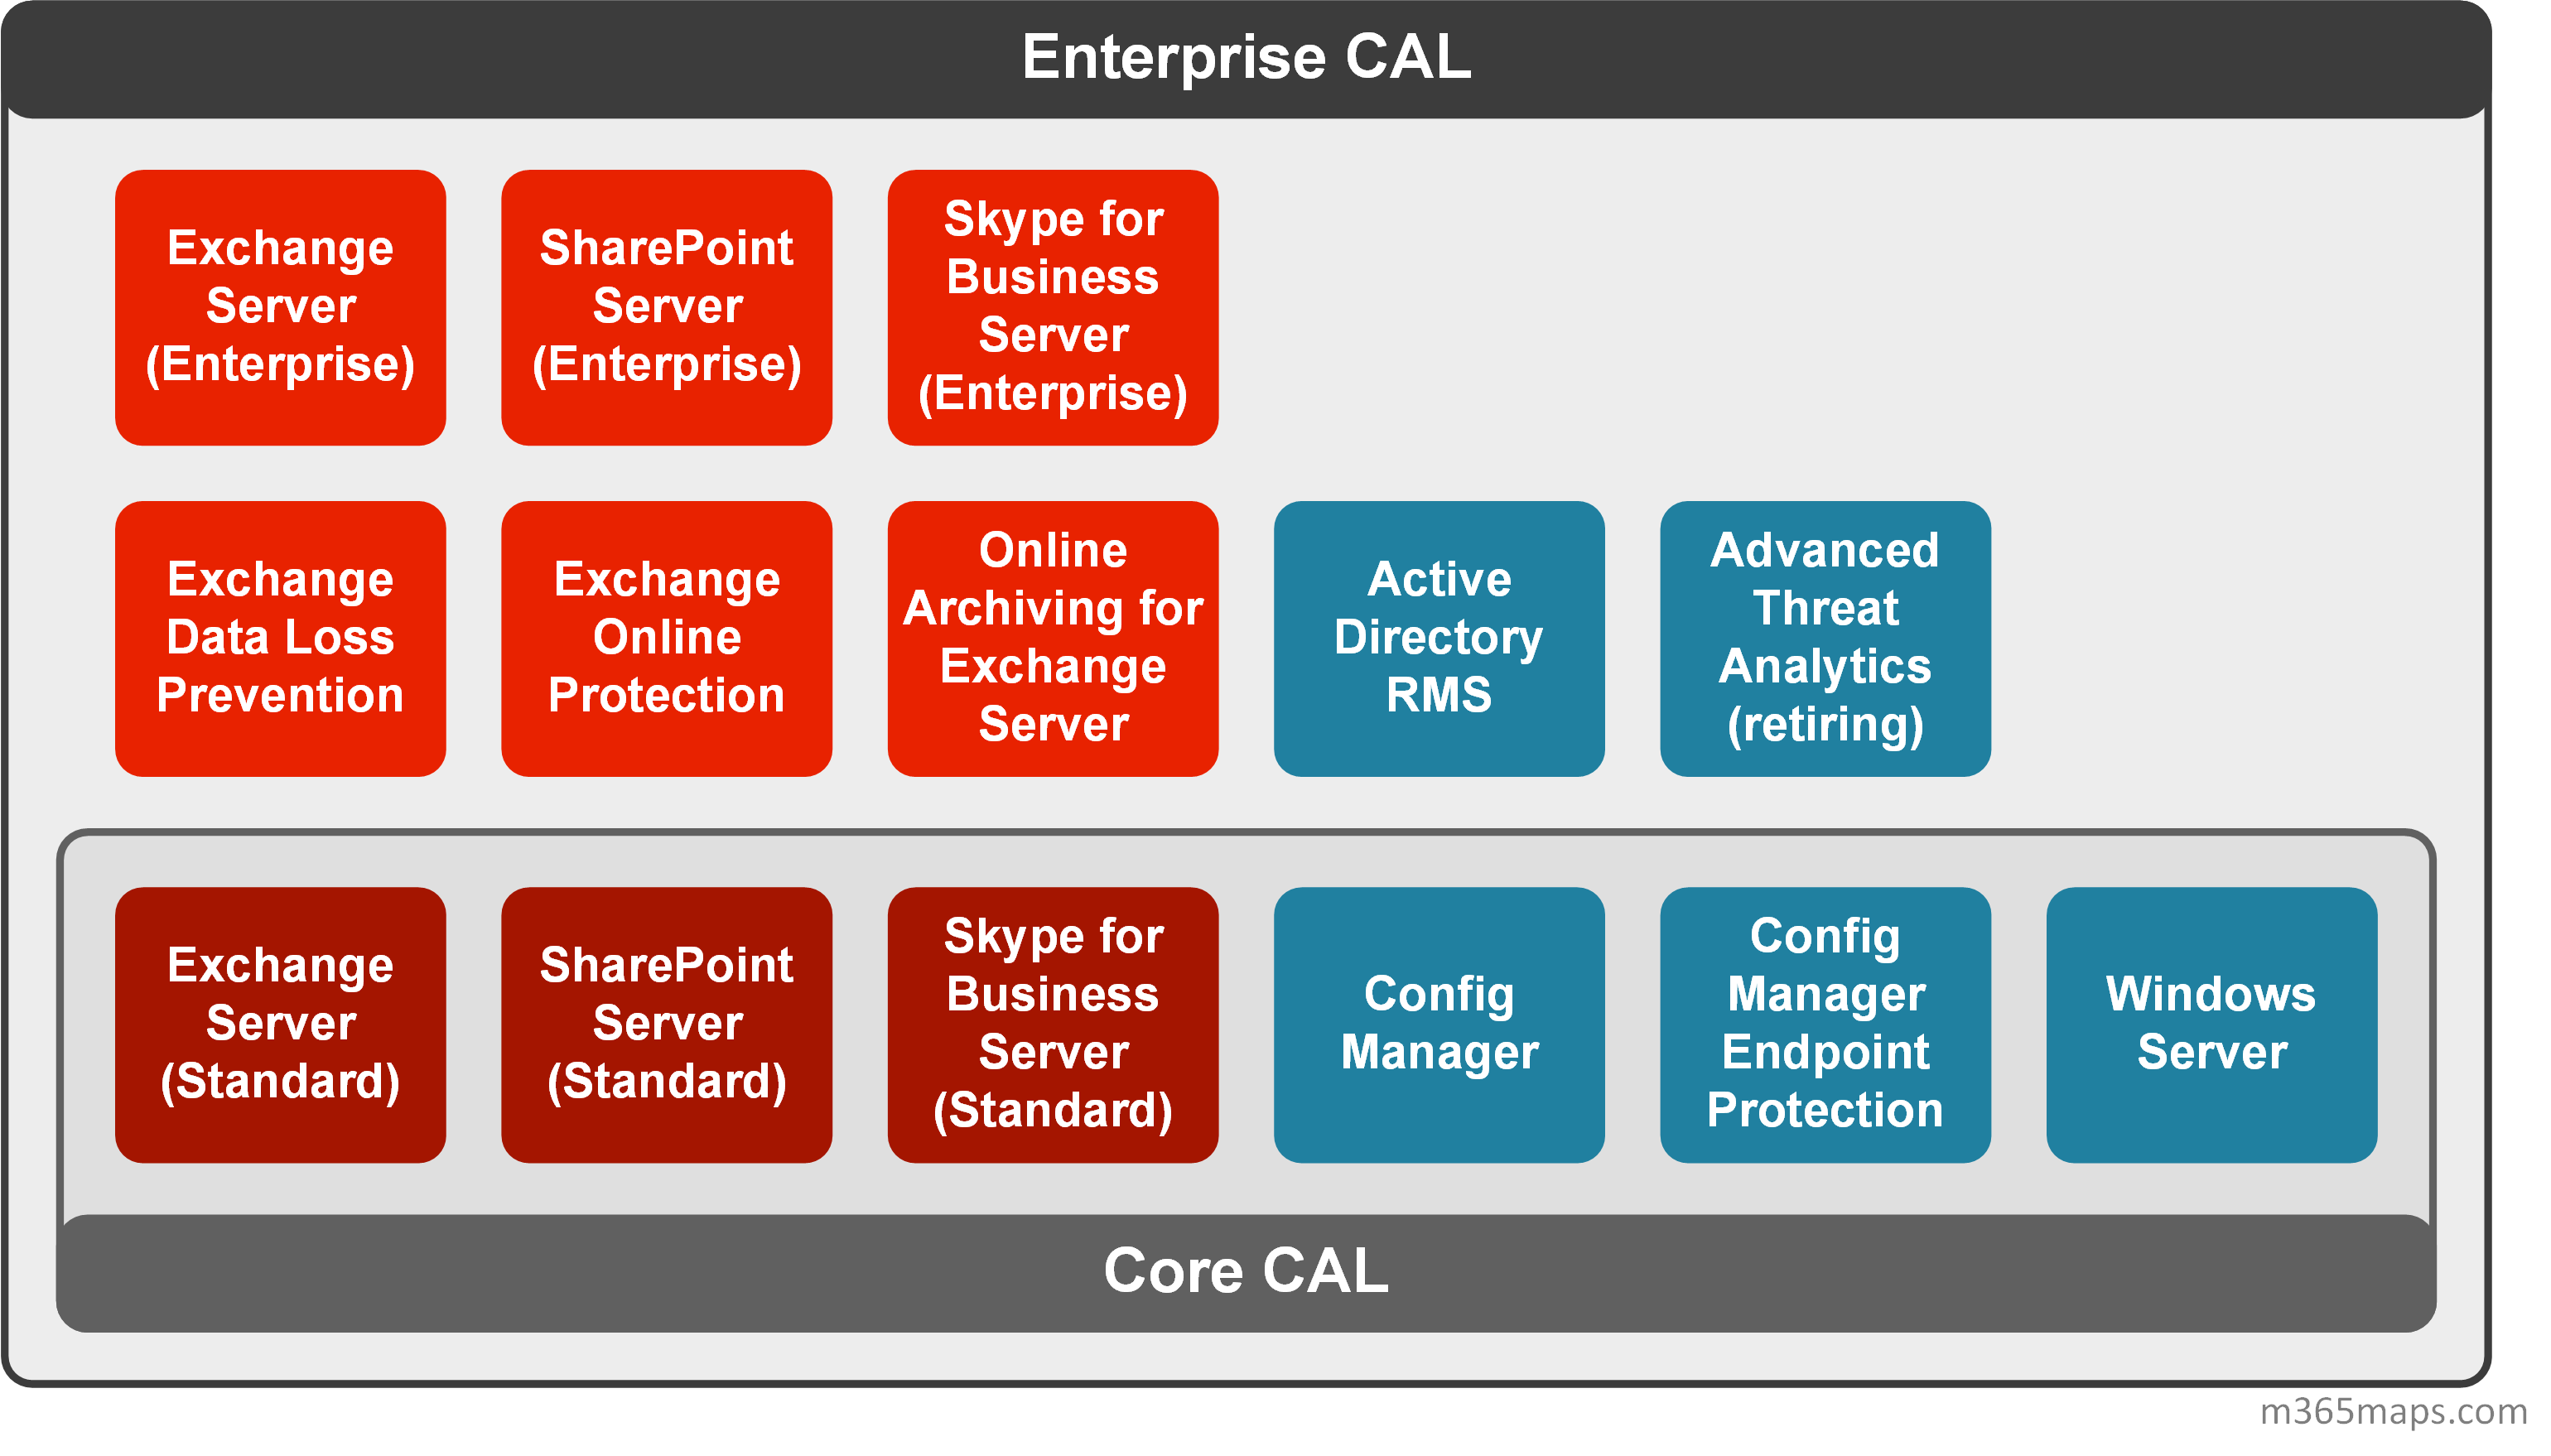 Enterprise CAL
Exchange
Server
(Enterprise)
SharePoint
Server
(Enterprise)
Skype for
Business
Server
(Enterprise)
Exchange
Data Loss
Prevention
Exchange
Online
Protection
Online
Archiving for
Exchange
Server
Active
Directory
RMS
Advanced
Threat
Analytics
(retiring)
Exchange
Server
(Standard)
SharePoint
Server
(Standard)
Skype for
Business
Server
(Standard)
Config
Manager
Config
Manager
Endpoint
Protection
Windows
Server
Core CAL
m365maps.com